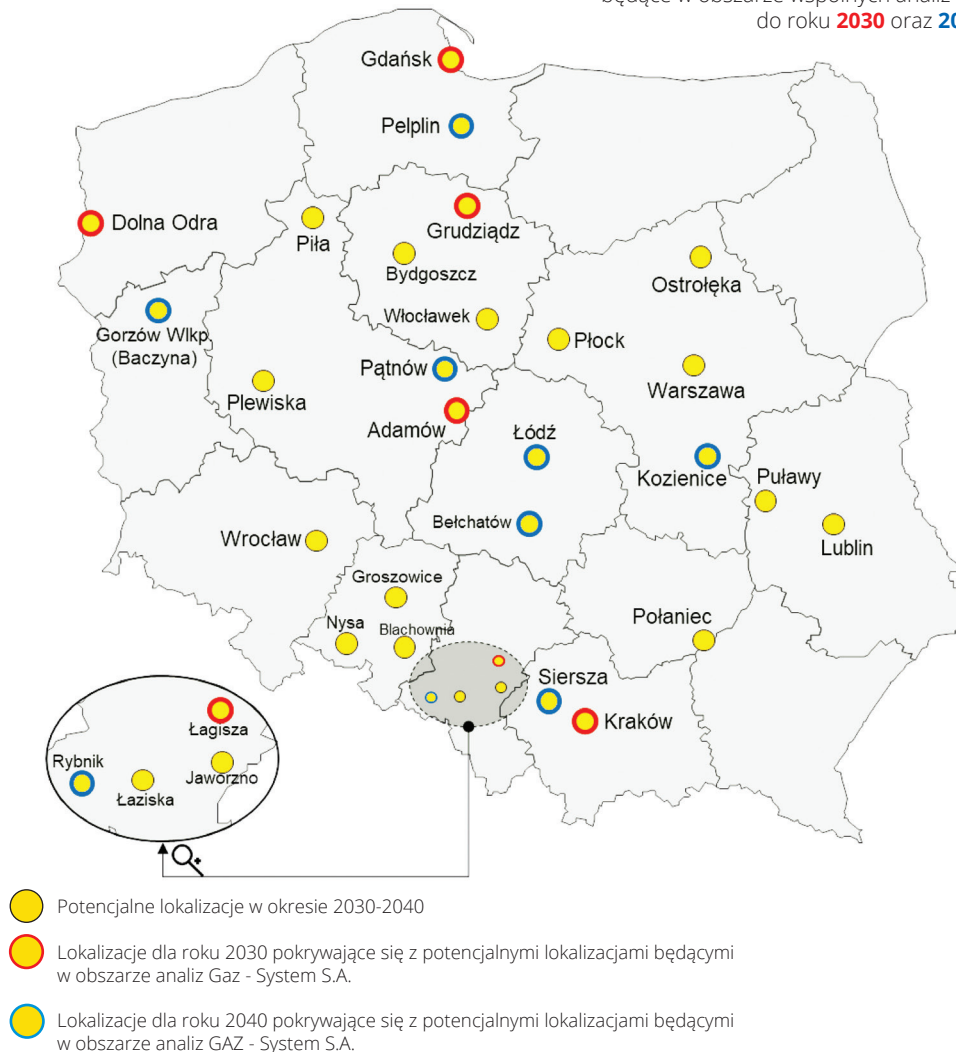 będące w obszarze wspólnych analiz
do roku 2030 oraz
Gdańsk
Pelplin
Dolna Odra
Piła
Grudziądz
Bydgoszcz
Ostrołęka
Gorzów Wlkp
(Baczyna)
Włocławek
Płock
Pątnów
Warszawa
Plewiska
Adamów
Łódź
Kozienice
Puławy
Bełchatów
Lublin
Wrocław
Groszowice
Nysa
Blachownia
Połaniec
Siersza
Kraków
Łagisza
Rybnik
Jaworzno
Łaziska
Potencjalne lokalizacje w okresie 2030-2040
Lokalizacje dla roku 2030 pokrywające się z potencjalnymi lokalizacjami będącymi
w obszarze analiz Gaz - System S.A.
Lokalizacje dla roku 2040 pokrywające się z potencjalnymi lokalizacjami będącymi
w obszarze analiz GAZ - System S.A.